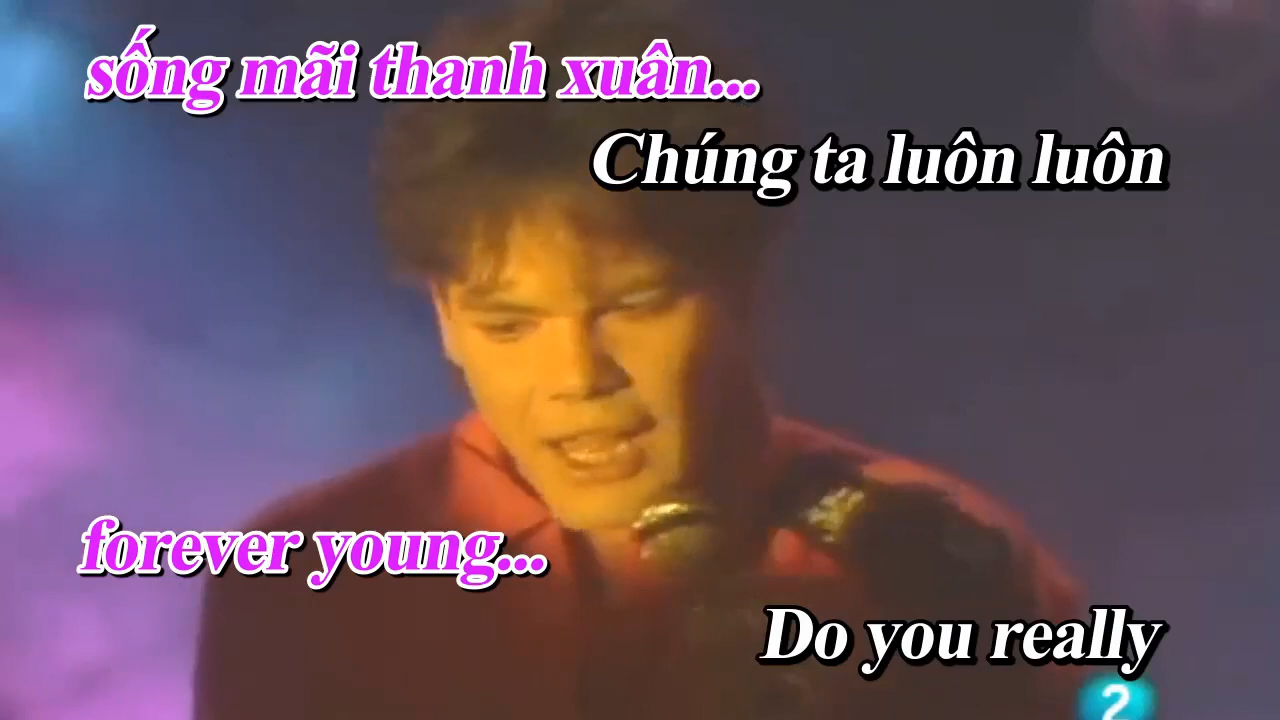 sống mãi thanh xuân...
Chúng ta luôn luôn
forever young...
Do you really
2